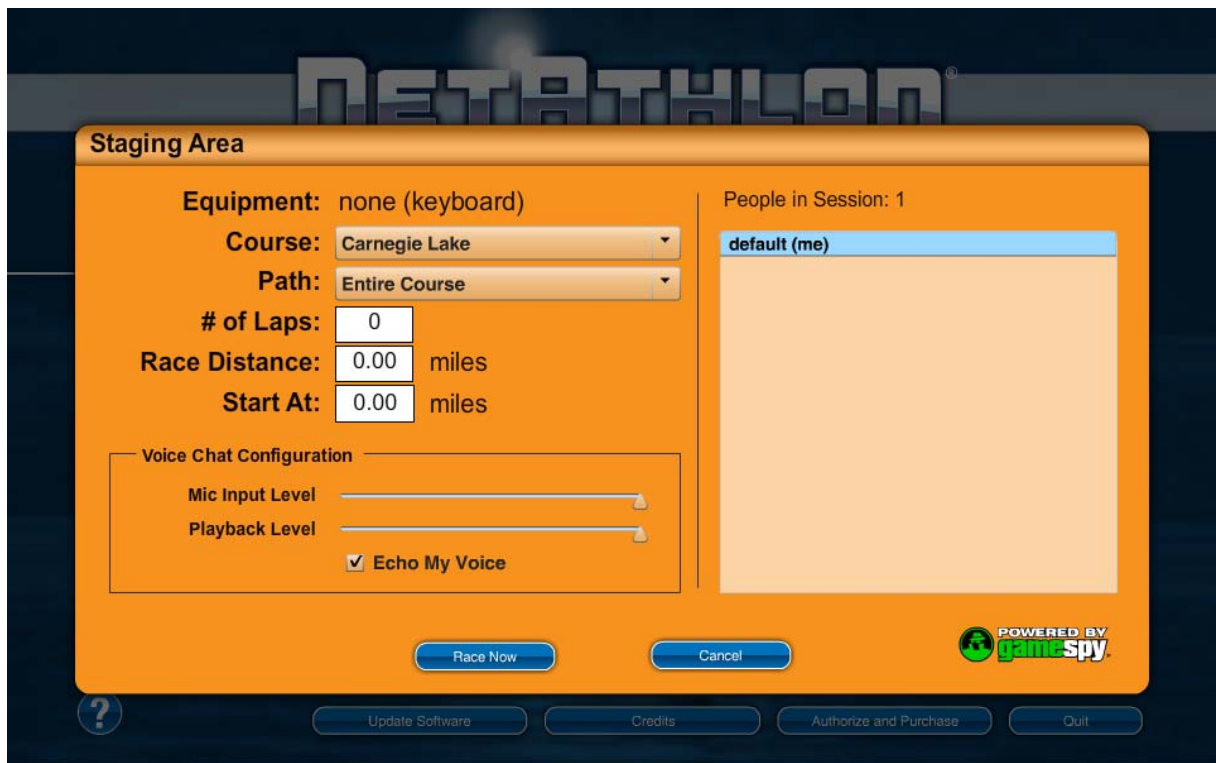 NETATHLON®
Staging Area
Equipment: none (keyboard)
Course: Carnegie Lake
Path: Entire Course
# of Laps: 0
Race Distance: 0.00 miles
Start At: 0.00 miles
Voice Chat Configuration
Mic Input Level
Playback Level
Echo My Voice
People in Session: 1
default (me)
Race Now
Cancel
POWERED BY
gamespy.
?
Update Software
Credits
Authorize and Purchase
Quit